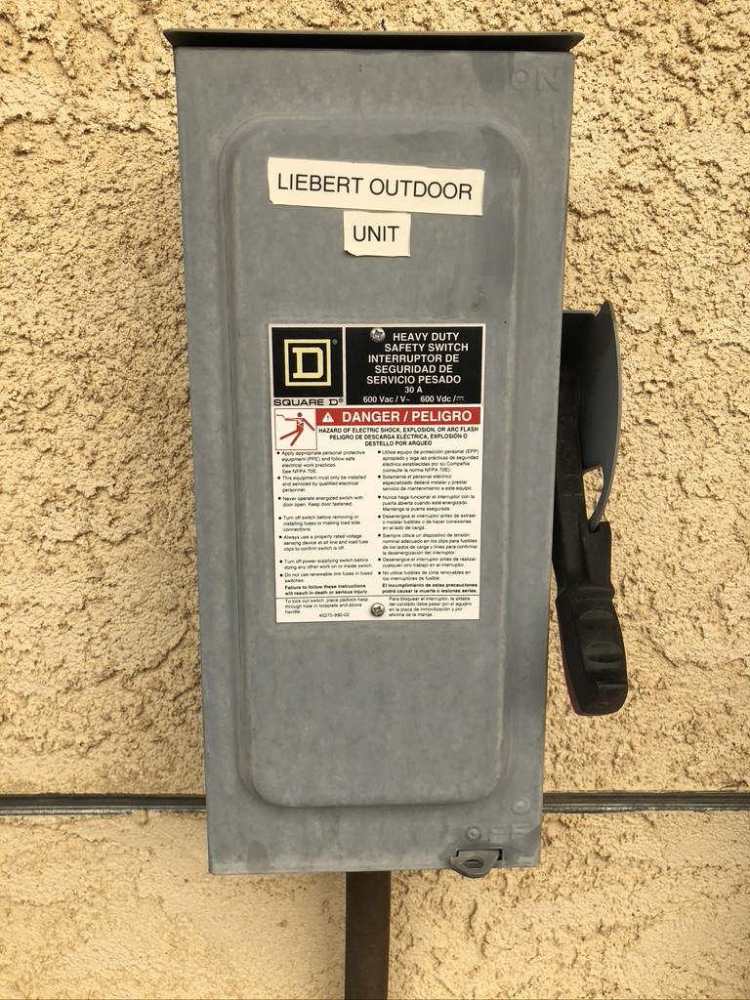 ON
LIEBERT OUTDOOR
UNIT
D
®
SQUARE D®
HEAVY DUTY
SAFETY SWITCH
INTERRUPTOR DE
SEGURIDAD DE
SERVICIO PESADO
30 A
600 Vac / V~ 600 Vdc / ⎓
DANGER / PELIGRO
HAZARD OF ELECTRIC SHOCK, EXPLOSION, OR ARC FLASH
PELIGRO DE DESCARGA ELÉCTRICA, EXPLOSIÓN O
DESTELLO POR ARQUEO
• Apply appropriate personal protective
equipment (PPE) and follow safe
electrical work practices.
See NFPA 70E.
• This equipment must only be installed
and serviced by qualified electrical
personnel.
• Never operate energized switch with
door open. Keep door fastened.
• Turn off switch before removing or
installing fuses or making load side
connections.
• Always use a properly rated voltage
sensing device at all line and load fuse
clips to confirm switch is off.
• Turn off power supplying switch before
doing any other work on or inside switch.
• Do not use renewable link fuses in fused
switches.
Failure to follow these instructions
will result in death or serious injury.
• Utilice equipo de protección personal (EPP)
apropiado y siga las prácticas de seguridad
eléctrica establecidas por su Compañía
(consulte la norma NFPA 70E).
• Solamente el personal eléctrico
especializado deberá instalar y prestar
servicio de mantenimiento a este equipo.
• Nunca haga funcionar el interruptor con la
puerta abierta cuando esté energizado.
Mantenga la puerta asegurada.
• Desenergice el interruptor antes de extraer
o instalar fusibles o de hacer conexiones
en el lado de carga.
• Siempre utilice un dispositivo de tensión
nominal adecuado en los clips para fusibles
de los lados de carga y línea para confirmar
la desenergización del interruptor.
• Desenergice el interruptor antes de realizar
cualquier otro trabajo en el interruptor.
• No utilice fusibles de cinta renovables en
los interruptores de fusible.
El incumplimiento de estas precauciones
podrá causar la muerte o lesiones serias.
To lock out switch, place padlock hasp
through hole in lockplate and above
handle.
40275-990-02
Para bloquear el interruptor, la aldaba
del candado debe pasar por el agujero
en la placa de inmovilización y por
encima de la manija.
OFF